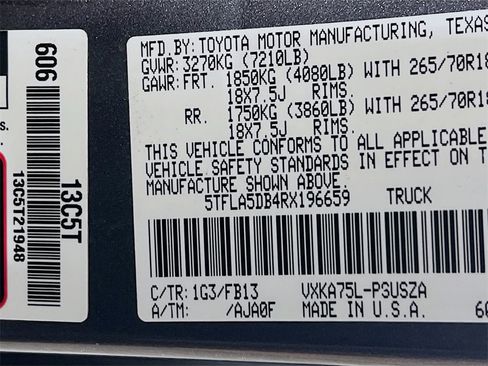 606
13C5T
13C5T21948
s.
MFD.BY: TOYOTA MOTOR MANUFACTURING, TEXAS
GVWR: 3270KG (7210LB)
GAWR: FRT. 1850KG (4080LB) WITH 265/70R18
18X7.5J RIMS.
RR. 1750KG (3860LB) WITH 265/70R18
18X7.5J RIMS.
THIS VEHICLE CONFORMS TO ALL APPLICABLE
VEHICLE SAFETY STANDARDS IN EFFECT ON T
MANUFACTURE SHOWN ABOVE.
5TFLA5DB4RX196659 TRUCK
C/TR: 1G3/FB13 VXKA75L-PSUSZA
A/TM: /AJA0F MADE IN U.S.A. 60